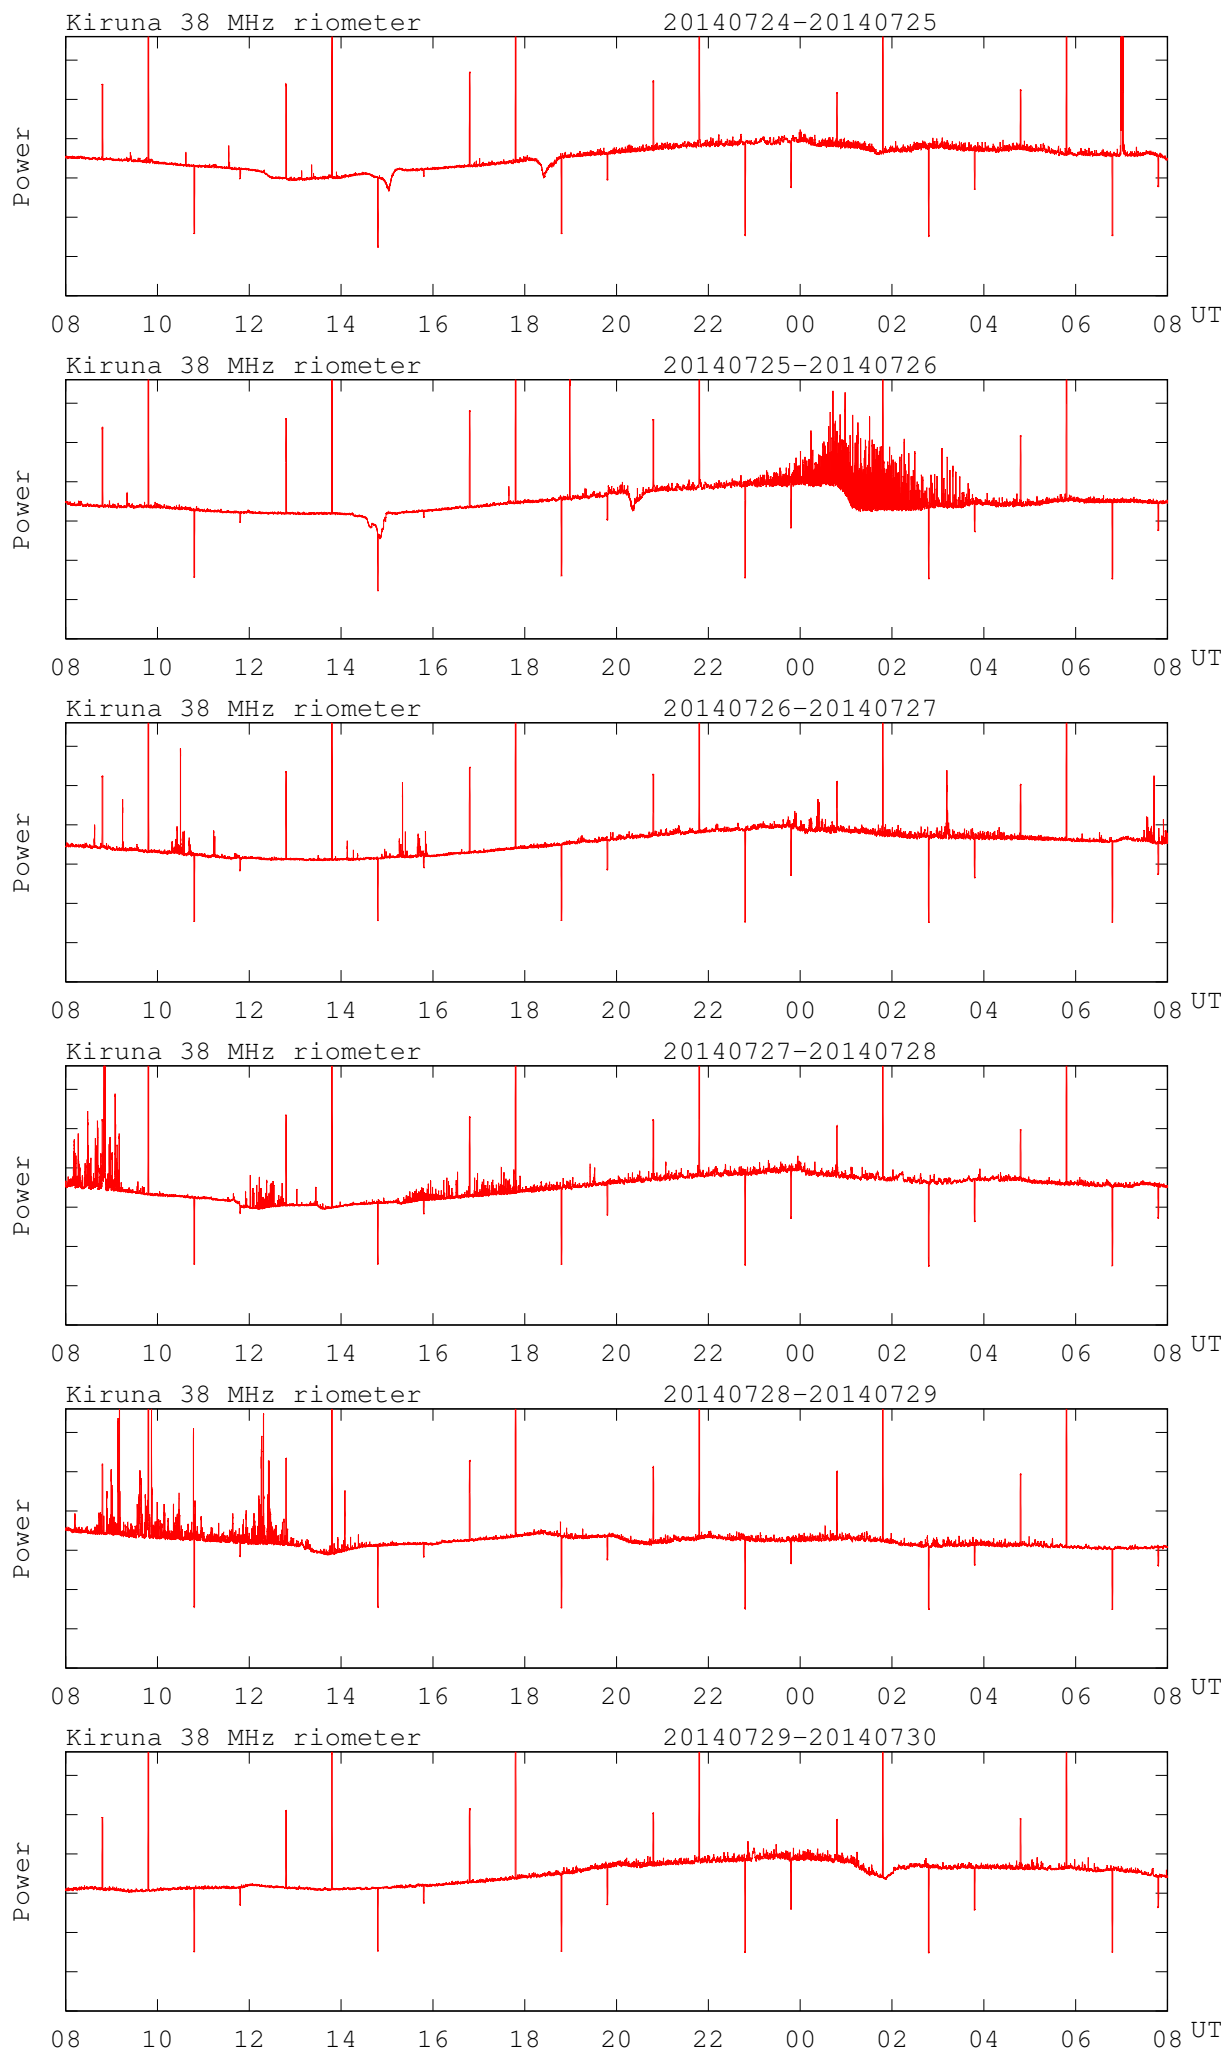 Kiruna 38 MHz riometer 20140724-20140725
Power
08 10 12 14 16 18 20 22 00 02 04 06 08 UT
Kiruna 38 MHz riometer 20140725-20140726
Power
08 10 12 14 16 18 20 22 00 02 04 06 08 UT
Kiruna 38 MHz riometer 20140726-20140727
Power
08 10 12 14 16 18 20 22 00 02 04 06 08 UT
Kiruna 38 MHz riometer 20140727-20140728
Power
08 10 12 14 16 18 20 22 00 02 04 06 08 UT
Kiruna 38 MHz riometer 20140728-20140729
Power
08 10 12 14 16 18 20 22 00 02 04 06 08 UT
Kiruna 38 MHz riometer 20140729-20140730
Power
08 10 12 14 16 18 20 22 00 02 04 06 08 UT